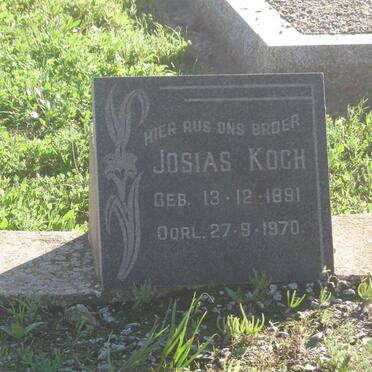 HIER RUS ONS BROER
JOSIAS KOCH
GEB. 13-12-1891
OORL. 27-9-1970.